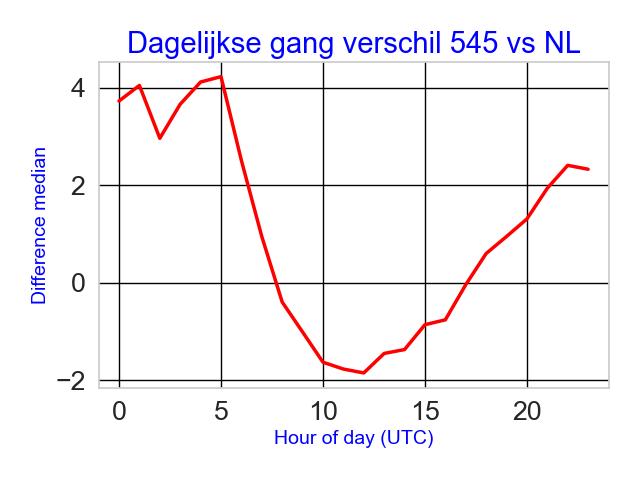 Dagelijkse gang verschil 545 vs NL
Difference median
4
2
0
−2
0 5 10 15 20
Hour of day (UTC)